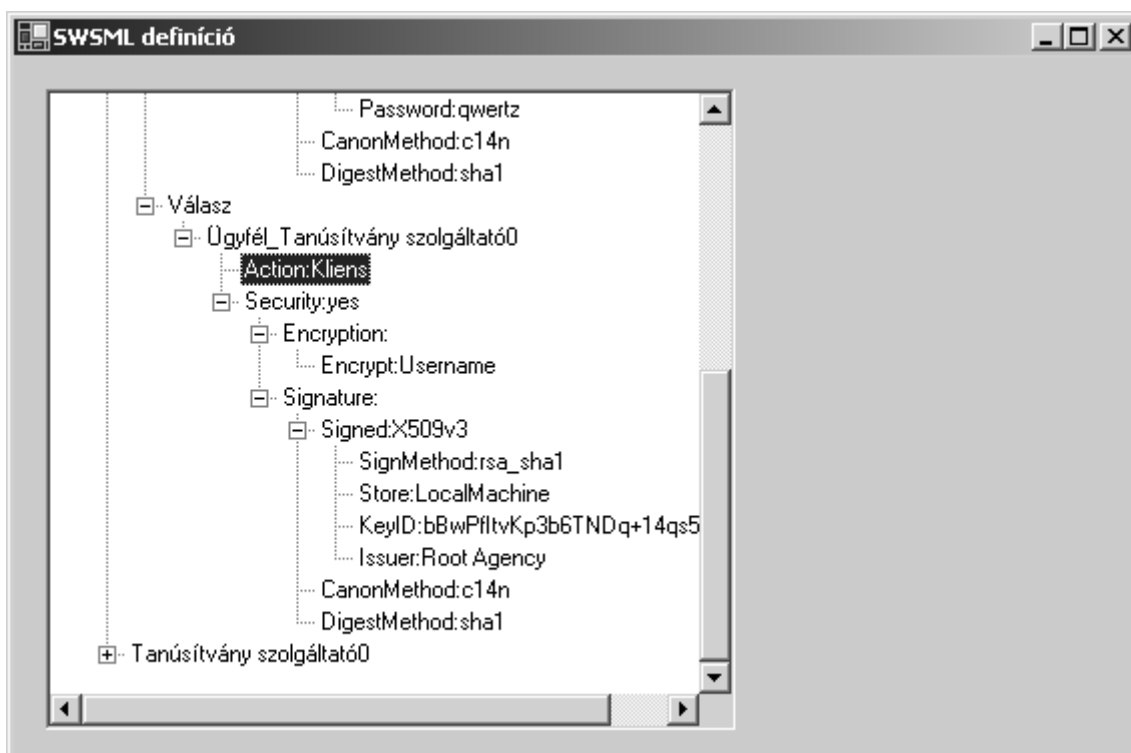 SWSML definíció
Password:qwertz
CanonMethod:c14n
DigestMethod:sha1
Válasz
Ügyfél_Tanúsítvány szolgáltató0
Action:Kliens
Security:yes
Encryption:
Encrypt:Username
Signature:
Signed:X509v3
SignMethod:rsa_sha1
Store:LocalMachine
KeyID:bBwPfItvKp3b6TNDq+14qs5
Issuer:Root Agency
CanonMethod:c14n
DigestMethod:sha1
Tanúsítvány szolgáltató0